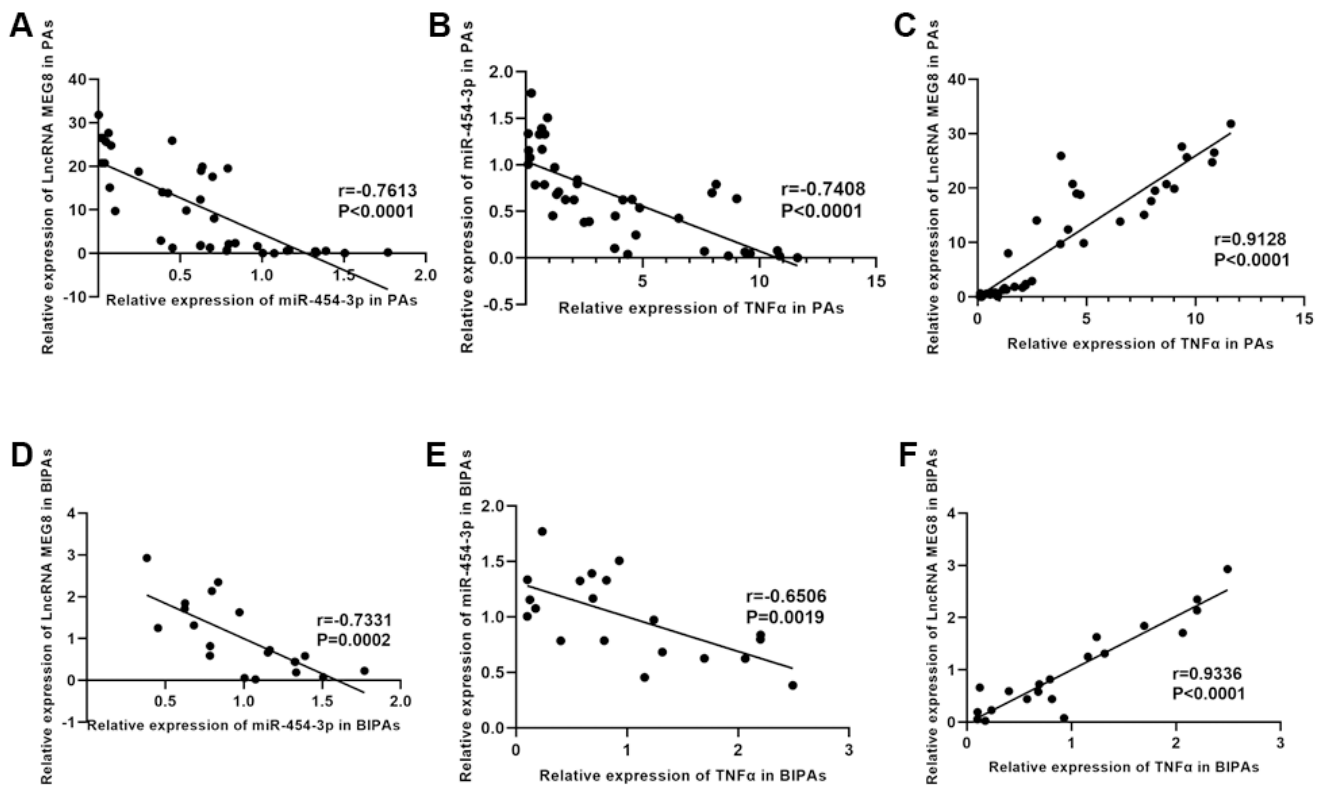 A
Relative expression of LncRNA MEG8 in PAs
40
30
20
10
0
-10
0.5
1.0
1.5
2.0
r=-0.7613
P<0.0001
Relative expression of miR-454-3p in PAs
B
Relative expression of miR-454-3p in PAs
2.0
1.5
1.0
0.5
0.0
-0.5
5
10
15
r=-0.7408
P<0.0001
Relative expression of TNFα in PAs
C
Relative expression of LncRNA MEG8 in PAs
40
30
20
10
0
0
5
10
15
r=0.9128
P<0.0001
Relative expression of TNFα in PAs
D
Relative expression of LncRNA MEG8 in BIPAs
4
3
2
1
0
-1
0.5
1.0
1.5
2.0
r=-0.7331
P=0.0002
Relative expression of miR-454-3p in BIPAs
E
Relative expression of miR-454-3p in BIPAs
2.0
1.5
1.0
0.5
0.0
0
1
2
3
r=-0.6506
P=0.0019
Relative expression of TNFα in BIPAs
F
Relative expression of LncRNA MEG8 in BIPAs
4
3
2
1
0
0
1
2
3
r=0.9336
P<0.0001
Relative expression of TNFα in BIPAs